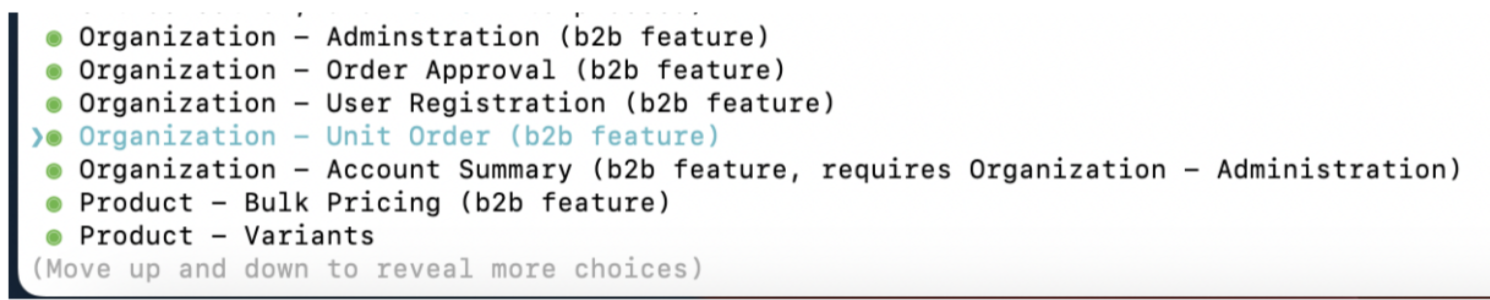 Organization – Adminstration (b2b feature)
Organization – Order Approval (b2b feature)
Organization – User Registration (b2b feature)
❯ Organization – Unit Order (b2b feature)
Organization – Account Summary (b2b feature, requires Organization – Administration)
Product – Bulk Pricing (b2b feature)
Product – Variants
(Move up and down to reveal more choices)